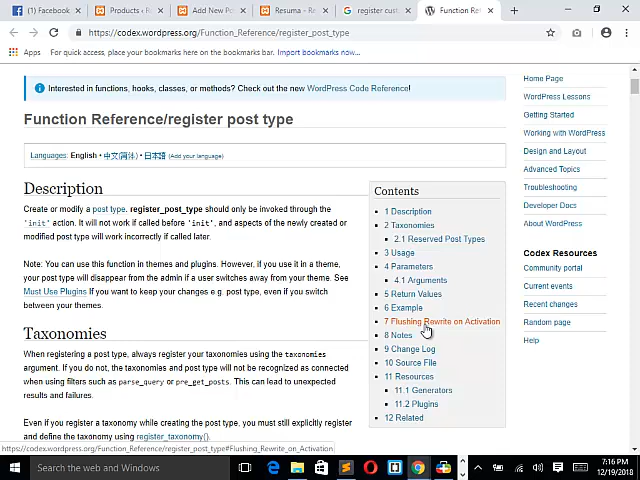 (1) Facebook
Products ‹ R
Add New Po
Resuma – Re
register cust
Function Re
https://codex.wordpress.org/Function_Reference/register_post_type
Apps For quick access, place your bookmarks here on the bookmarks bar. Import bookmarks now...
Interested in functions, hooks, classes, or methods? Check out the new WordPress Code Reference!
Function Reference/register post type
Languages: English • 中文(简体) • 日本語 (Add your language)
Description
Create or modify a post type. register_post_type should only be invoked through the
'init' action. It will not work if called before 'init', and aspects of the newly created or
modified post type will work incorrectly if called later.
Note: You can use this function in themes and plugins. However, if you use it in a theme,
your post type will disappear from the admin if a user switches away from your theme. See
Must Use Plugins If you want to keep your changes e.g. post type, even if you switch
between your themes.
Taxonomies
When registering a post type, always register your taxonomies using the taxonomies
argument. If you do not, the taxonomies and post type will not be recognized as connected
when using filters such as parse_query or pre_get_posts. This can lead to unexpected
results and failures.
Even if you register a taxonomy while creating the post type, you must still explicitly register
and define the taxonomy using register_taxonomy().
Contents
1 Description
2 Taxonomies
2.1 Reserved Post Types
3 Usage
4 Parameters
4.1 Arguments
5 Return Values
6 Example
7 Flushing Rewrite on Activation
8 Notes
9 Change Log
10 Source File
11 Resources
11.1 Generators
11.2 Plugins
12 Related
Home Page
WordPress Lessons
Getting Started
Working with WordPress
Design and Layout
Advanced Topics
Troubleshooting
Developer Docs
About WordPress
Codex Resources
Community portal
Current events
Recent changes
Random page
Help
https://codex.wordpress.org/Function_Reference/register_post_type#Flushing_Rewrite_on_Activation
Search the web and Windows
7:16 PM
12/19/2018